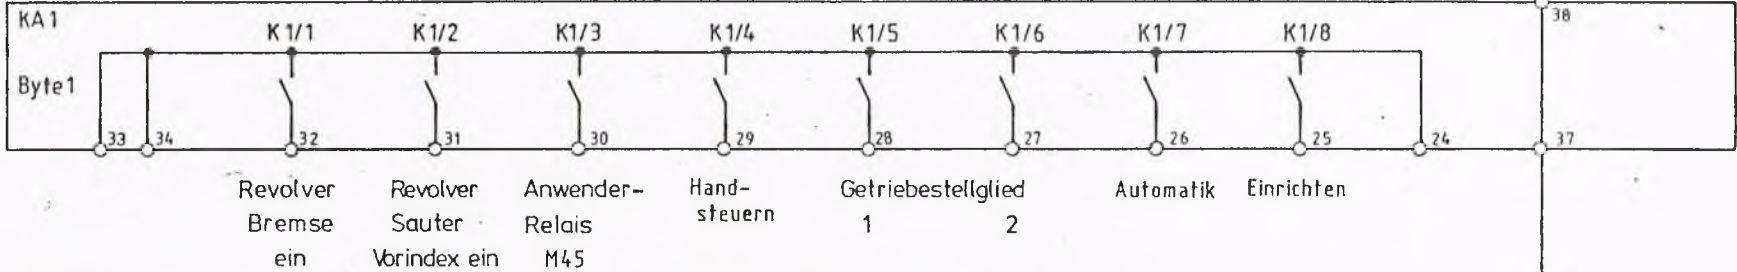 KA1 38
K1/1 K1/2 K1/3 K1/4 K1/5 K1/6 K1/7 K1/8
Byte1
33 34 32 31 30 29 28 27 26 25 24 37
Revolver Revolver Anwender- Hand- Getriebestellglied Automatik Einrichten
Bremse Sauter Relais steuern 1 2
ein Vorindex ein M45